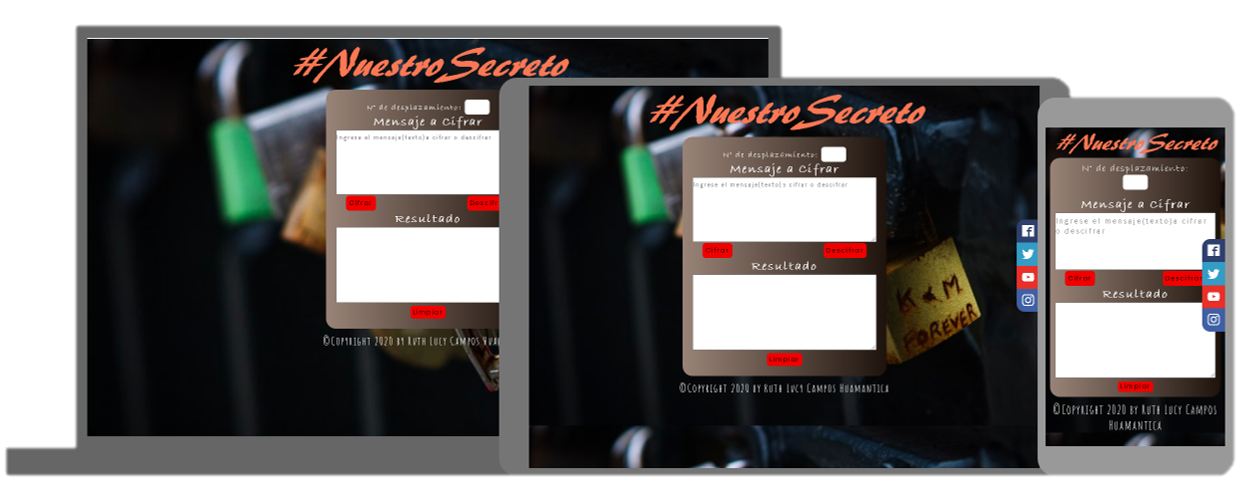 #NuestroSecreto
N° de desplazamiento:
Mensaje a Cifrar
Ingrese el mensaje(texto)a cifrar o descifrar
Cifrar
Descifr
Resultado
Limpiar
©Copyright 2020 by Ruth Lucy Campos Hua
#NuestroSecreto
N° de desplazamiento:
Mensaje a Cifrar
Ingrese el mensaje(texto)a cifrar o descifrar
Cifrar Descifrar
Resultado
Limpiar
K & M
FOREVER
©Copyright 2020 by Ruth Lucy Campos Huamantica
#NuestroSecreto
N° de desplazamiento:
Mensaje a Cifrar
Ingrese el mensaje(texto)a cifrar
o descifrar
Cifrar Descifrar
Resultado
Limpiar
©Copyright 2020 by Ruth Lucy Campos
Huamantica